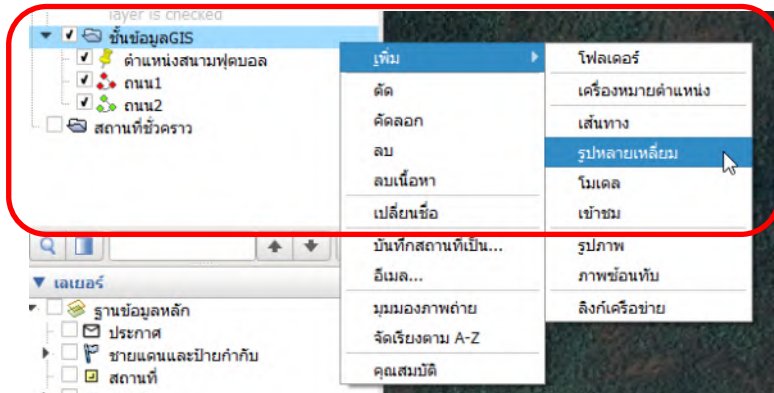 layer is checked
ชั้นข้อมูลGIS
ตำแหน่งสนามฟุตบอล
ถนน1
ถนน2
สถานที่ชั่วคราว
เพิ่ม
ตัด
คัดลอก
ลบ
ลบเนื้อหา
เปลี่ยนชื่อ
บันทึกสถานที่เป็น...
อีเมล...
มุมมองภาพถ่าย
จัดเรียงตาม A-Z
คุณสมบัติ
โฟลเดอร์
เครื่องหมายตำแหน่ง
เส้นทาง
รูปหลายเหลี่ยม
โมเดล
เข้าชม
รูปภาพ
ภาพซ้อนทับ
ลิงก์เครือข่าย
เลเยอร์
ฐานข้อมูลหลัก
ประกาศ
ชายแดนและป้ายกำกับ
สถานที่